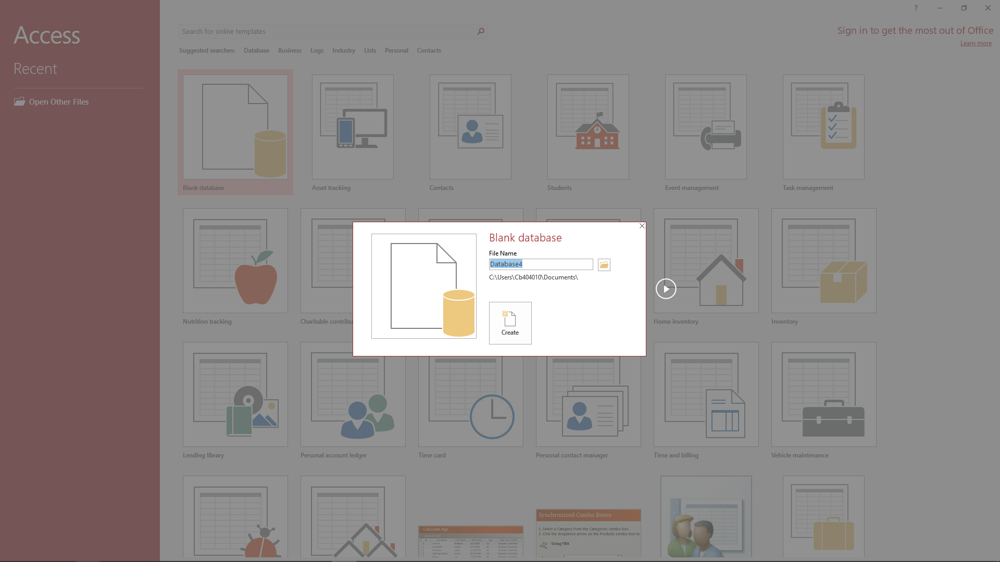 Access
Recent
Open Other Files
?
Search for online templates
Suggested searches: Database Business Logs Industry Lists Personal Contacts
Sign in to get the most out of Office
Learn more
Blank database
Asset tracking
Contacts
Students
Event management
Task management
Blank database
File Name
Database4
C:\Users\Cb404010\Documents\
Create
Nutrition tracking
Charitable contribu
Home inventory
Inventory
Lending library
Personal account ledger
Time card
Personal contact manager
Time and billing
Vehicle maintenance
Calculate Age
Synchronized Combo Boxes
1. Select a Category from the Categories combo box.
2. Click the dropdown arrow on the Products combo box to
Using VBA